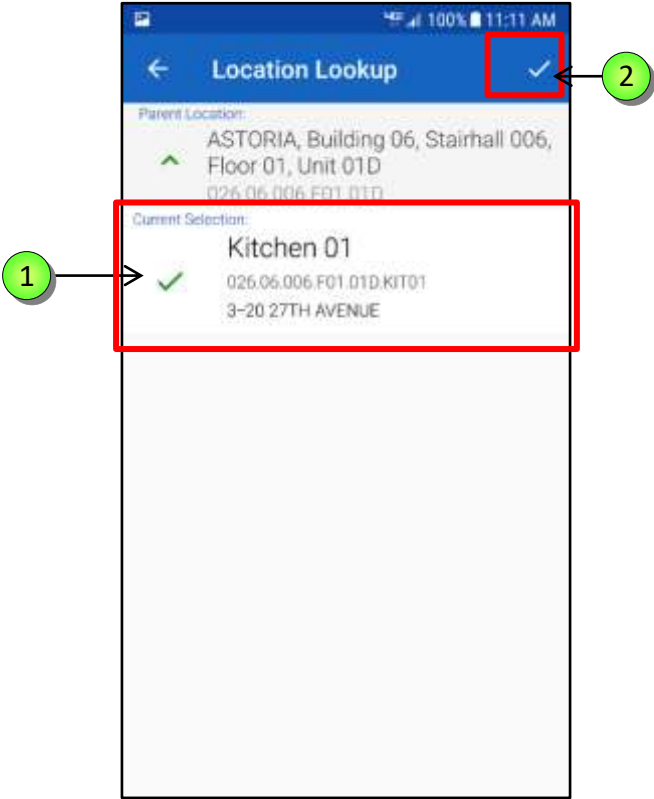 4G 100% 11:11 AM
Location Lookup
2
Parent Location:
ASTORIA, Building 06, Stairhall 006,
Floor 01, Unit 01D
026.06.006.F01.01D
Current Selection:
Kitchen 01
1
026.06.006.F01.01D.KIT01
3-20 27TH AVENUE